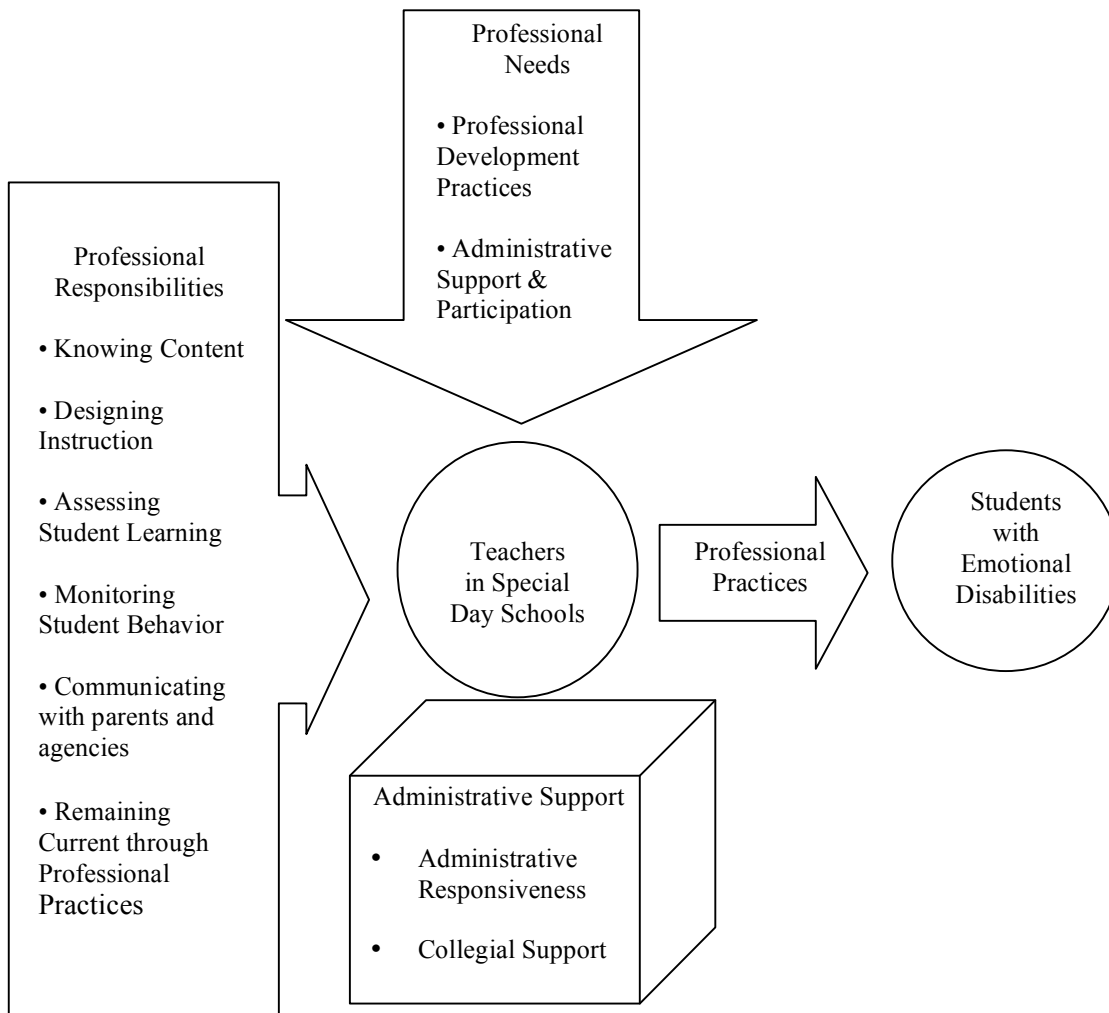 Professional
Needs
• Professional
Development
Practices
• Administrative
Support &
Participation
Professional
Responsibilities
• Knowing Content
• Designing
Instruction
• Assessing
Student Learning
• Monitoring
Student Behavior
• Communicating
with parents and
agencies
• Remaining
Current through
Professional
Practices
Teachers
in Special
Day Schools
Professional
Practices
Students
with
Emotional
Disabilities
Administrative Support
• Administrative
Responsiveness
• Collegial Support